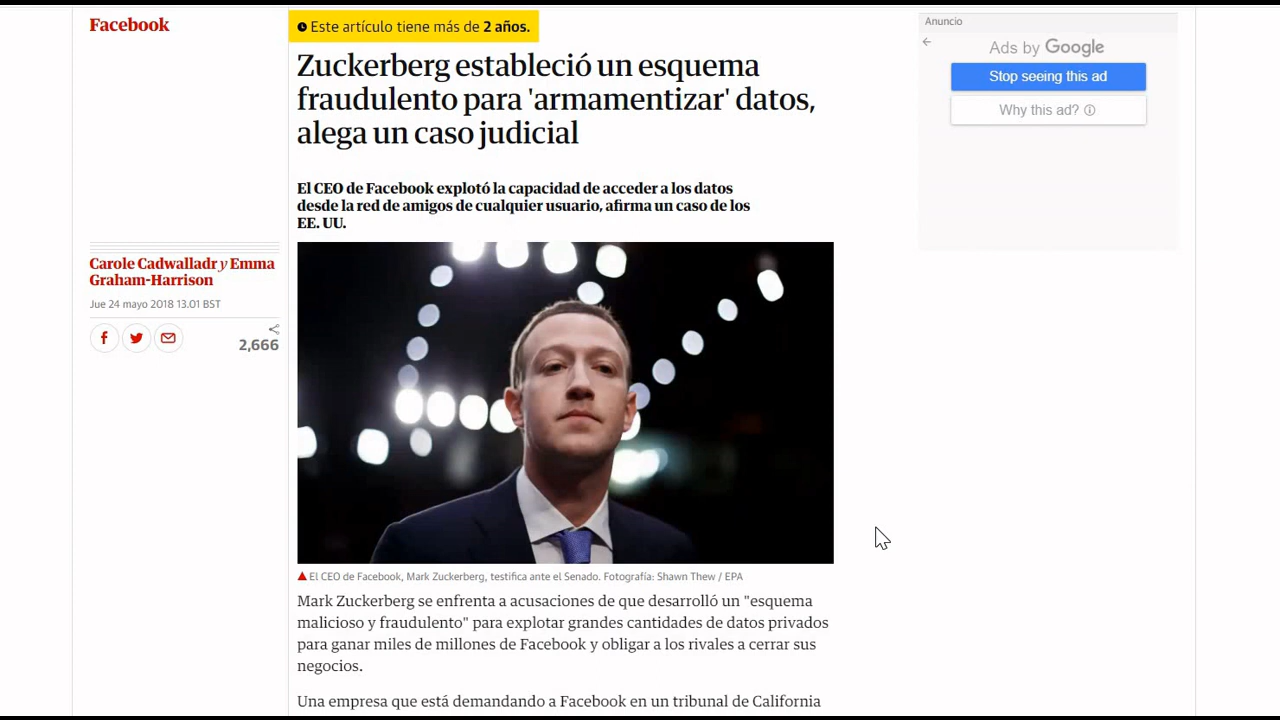 Facebook
Este artículo tiene más de 2 años.
Zuckerberg estableció un esquema
fraudulento para 'armamentizar' datos,
alega un caso judicial
El CEO de Facebook explotó la capacidad de acceder a los datos
desde la red de amigos de cualquier usuario, afirma un caso de los
EE. UU.
Carole Cadwalladr y Emma
Graham-Harrison
Jue 24 mayo 2018 13.01 BST
2,666
El CEO de Facebook, Mark Zuckerberg, testifica ante el Senado. Fotografía: Shawn Thew / EPA
Mark Zuckerberg se enfrenta a acusaciones de que desarrolló un "esquema
malicioso y fraudulento" para explotar grandes cantidades de datos privados
para ganar miles de millones de Facebook y obligar a los rivales a cerrar sus
negocios.
Una empresa que está demandando a Facebook en un tribunal de California
Anuncio
Ads by Google
Stop seeing this ad
Why this ad?